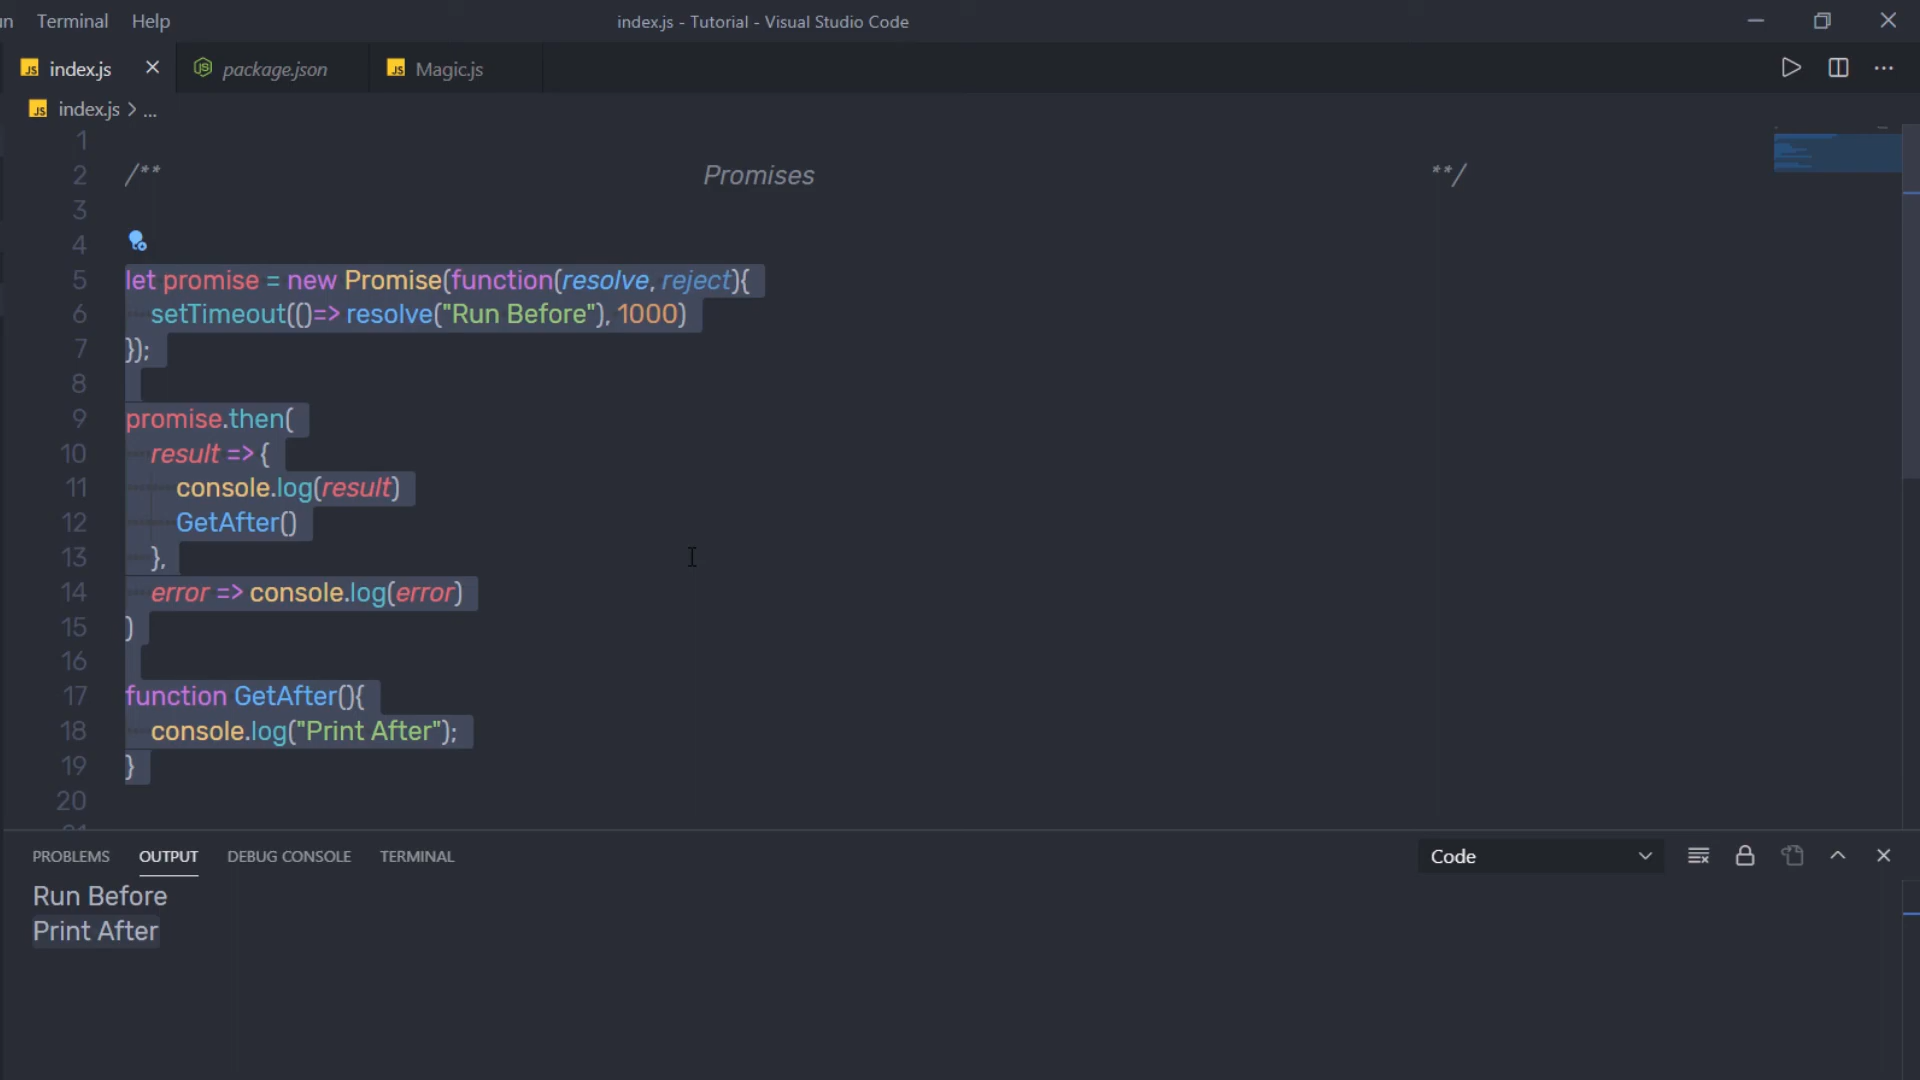 Terminal Help index.js - Tutorial - Visual Studio Code
JS index.js package.json JS Magic.js
JS index.js > ...
1
2 /** Promises **/
3
4
5 let promise = new Promise(function(resolve, reject){
6 setTimeout(()=> resolve("Run Before"), 1000)
7 });
8
9 promise.then(
10 result => {
11 console.log(result)
12 GetAfter()
13 },
14 error => console.log(error)
15 )
16
17 function GetAfter(){
18 console.log("Print After");
19 }
20
PROBLEMS OUTPUT DEBUG CONSOLE TERMINAL Code
Run Before
Print After